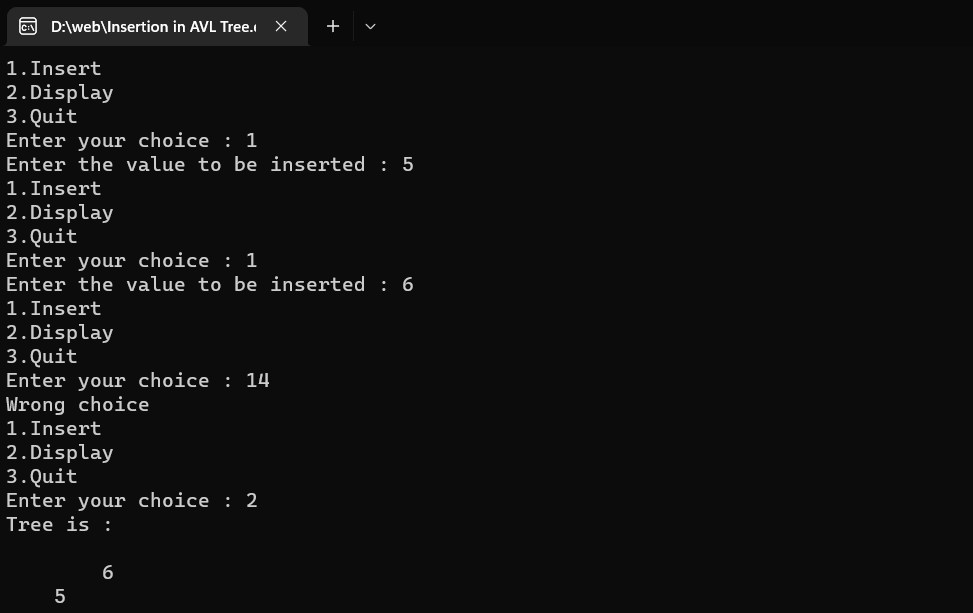 D:\web\Insertion in AVL Tree.
1.Insert
2.Display
3.Quit
Enter your choice : 1
Enter the value to be inserted : 5
1.Insert
2.Display
3.Quit
Enter your choice : 1
Enter the value to be inserted : 6
1.Insert
2.Display
3.Quit
Enter your choice : 14
Wrong choice
1.Insert
2.Display
3.Quit
Enter your choice : 2
Tree is :
6
5